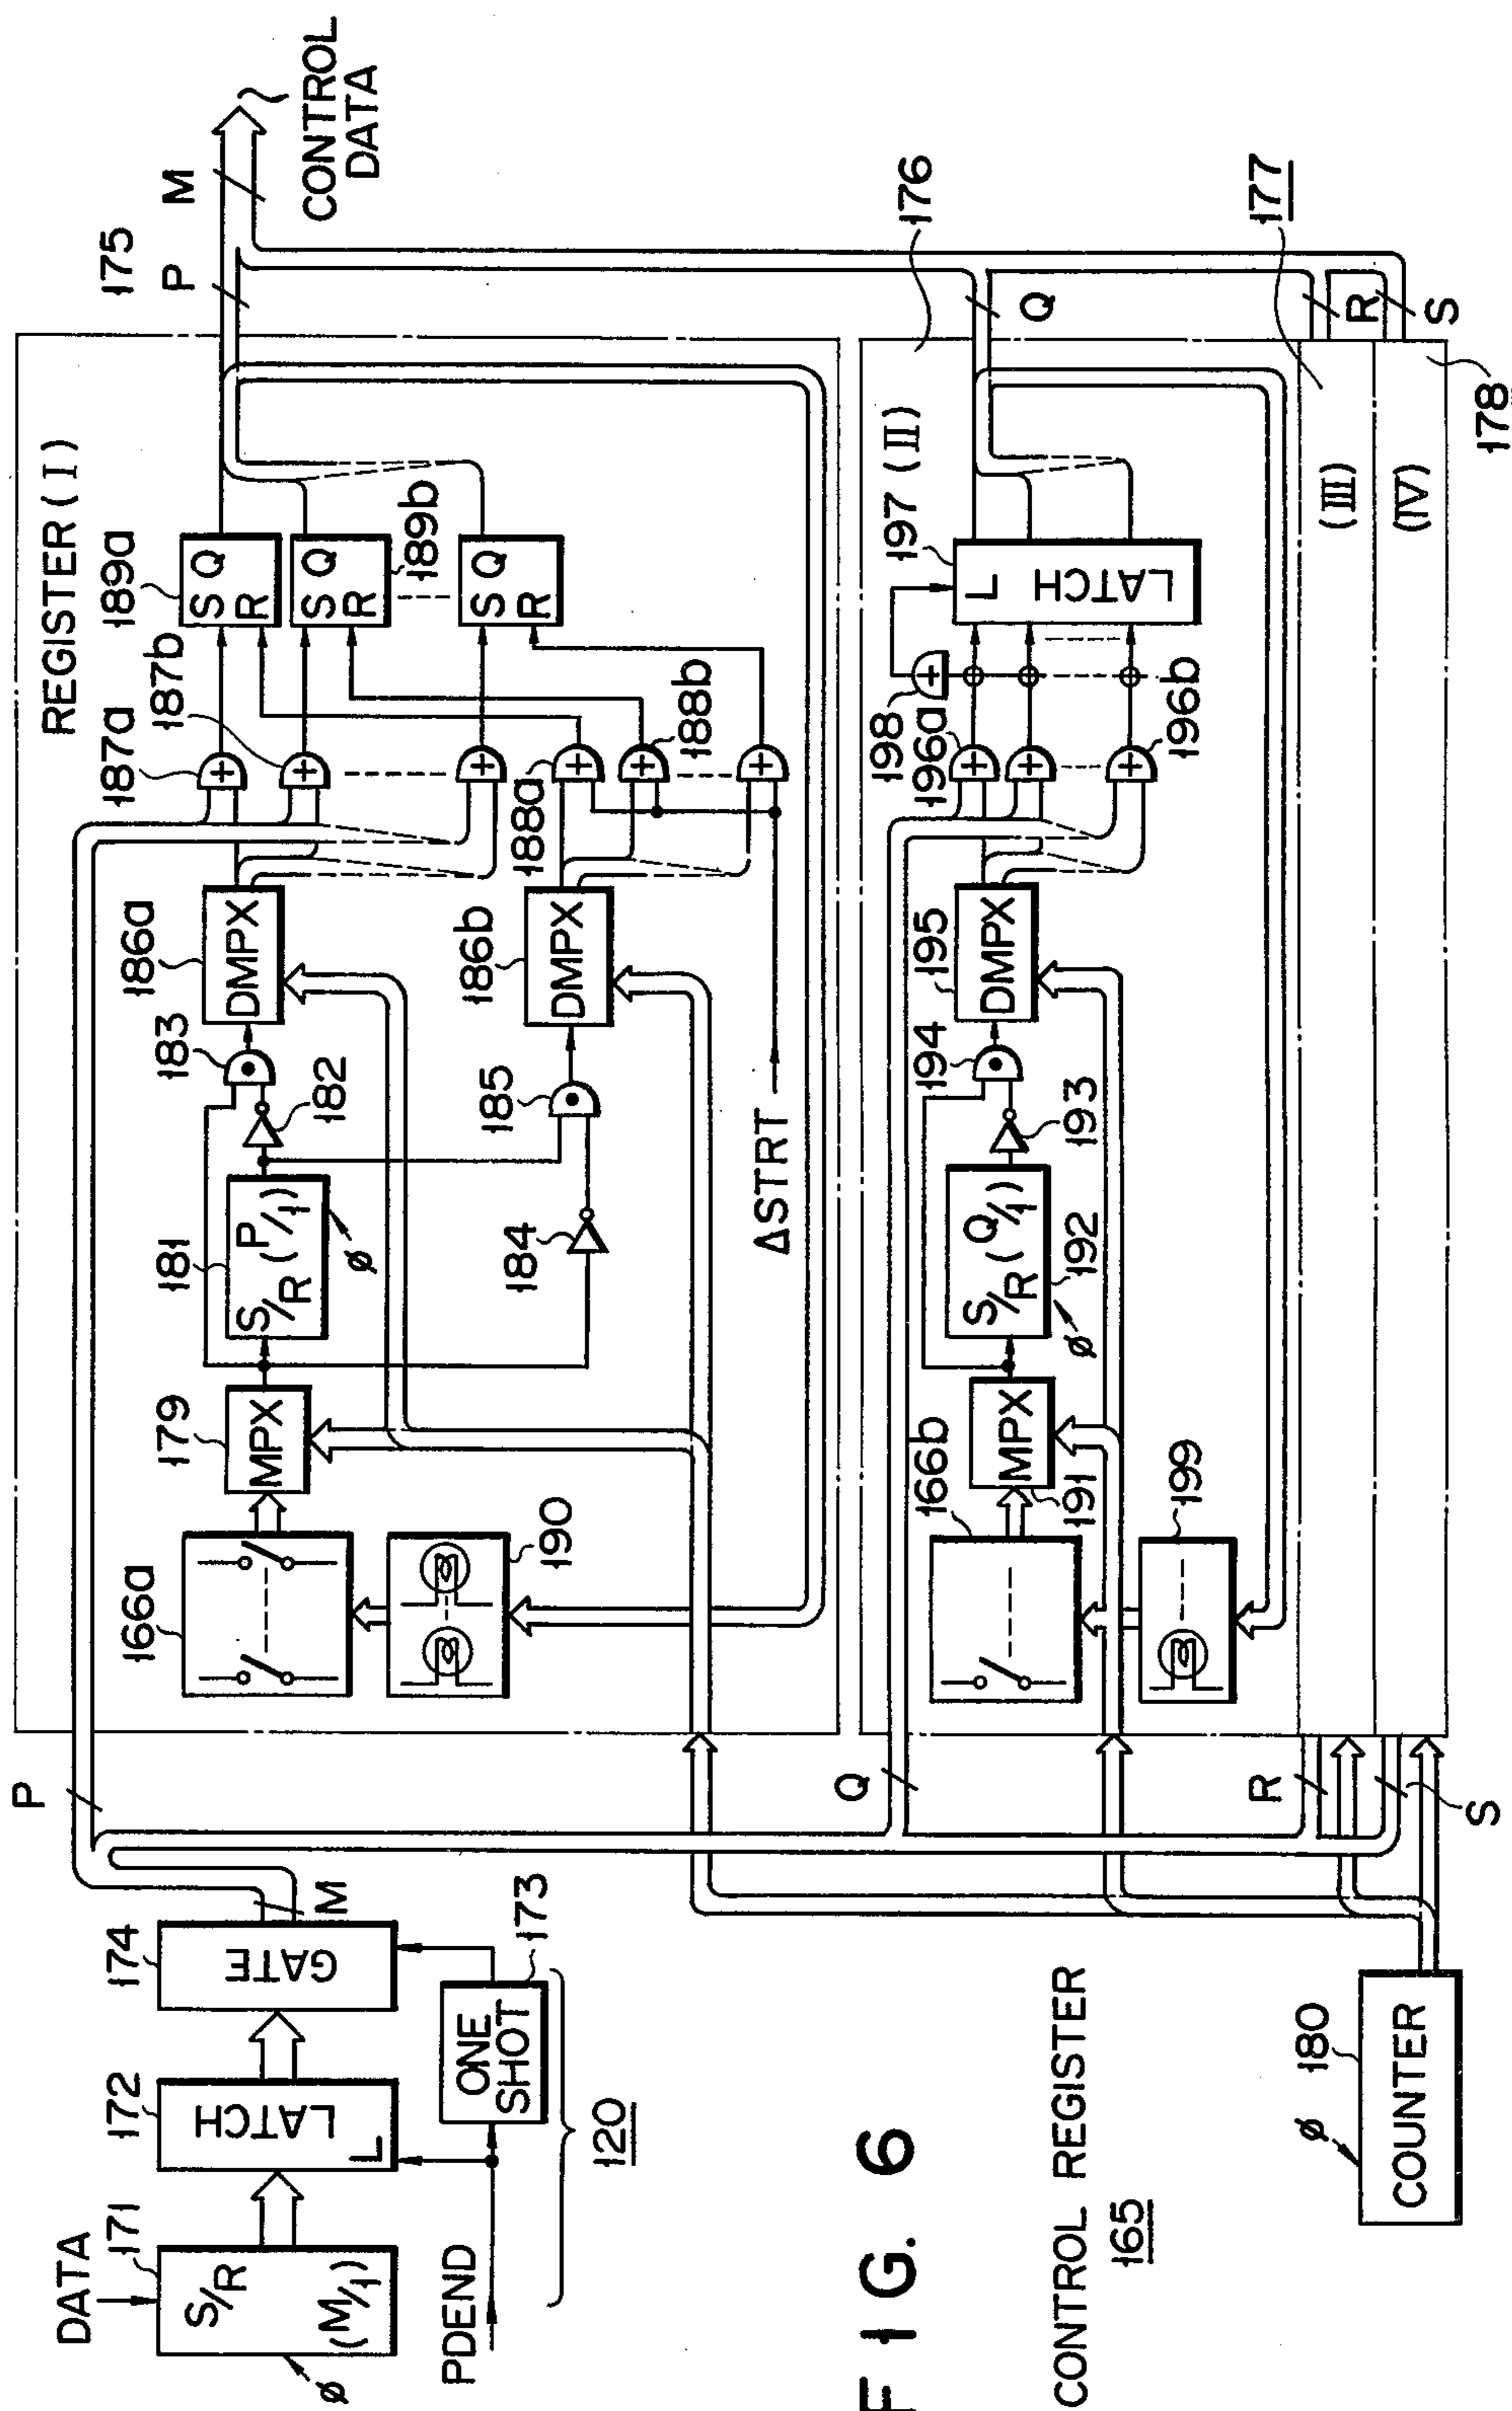 DATA
171
S/R
(M/1)
ø
172
LATCH
L
174
GATE
M
PDEND
ONE
SHOT
173
120
F I G. 6
CONTROL REGISTER
165
ø
180
COUNTER
P
Q
R
S
REGISTER (I)
166a
190
179
MPX
181
S/R (P/1)
ø
182
183
184
185
186a
DMPX
186b
DMPX
ΔSTRT
187a
187b
188a
188b
189a
S Q
R
S Q
R
189b
S Q
R
175
P
M
CONTROL
DATA
166b
199
MPX
191
S/R (Q/1)
ø
192
193
194
195
DMPX
198
196a
196b
197 (II)
L
LATCH
176
Q
177
R
S
(III)
(IV)
178